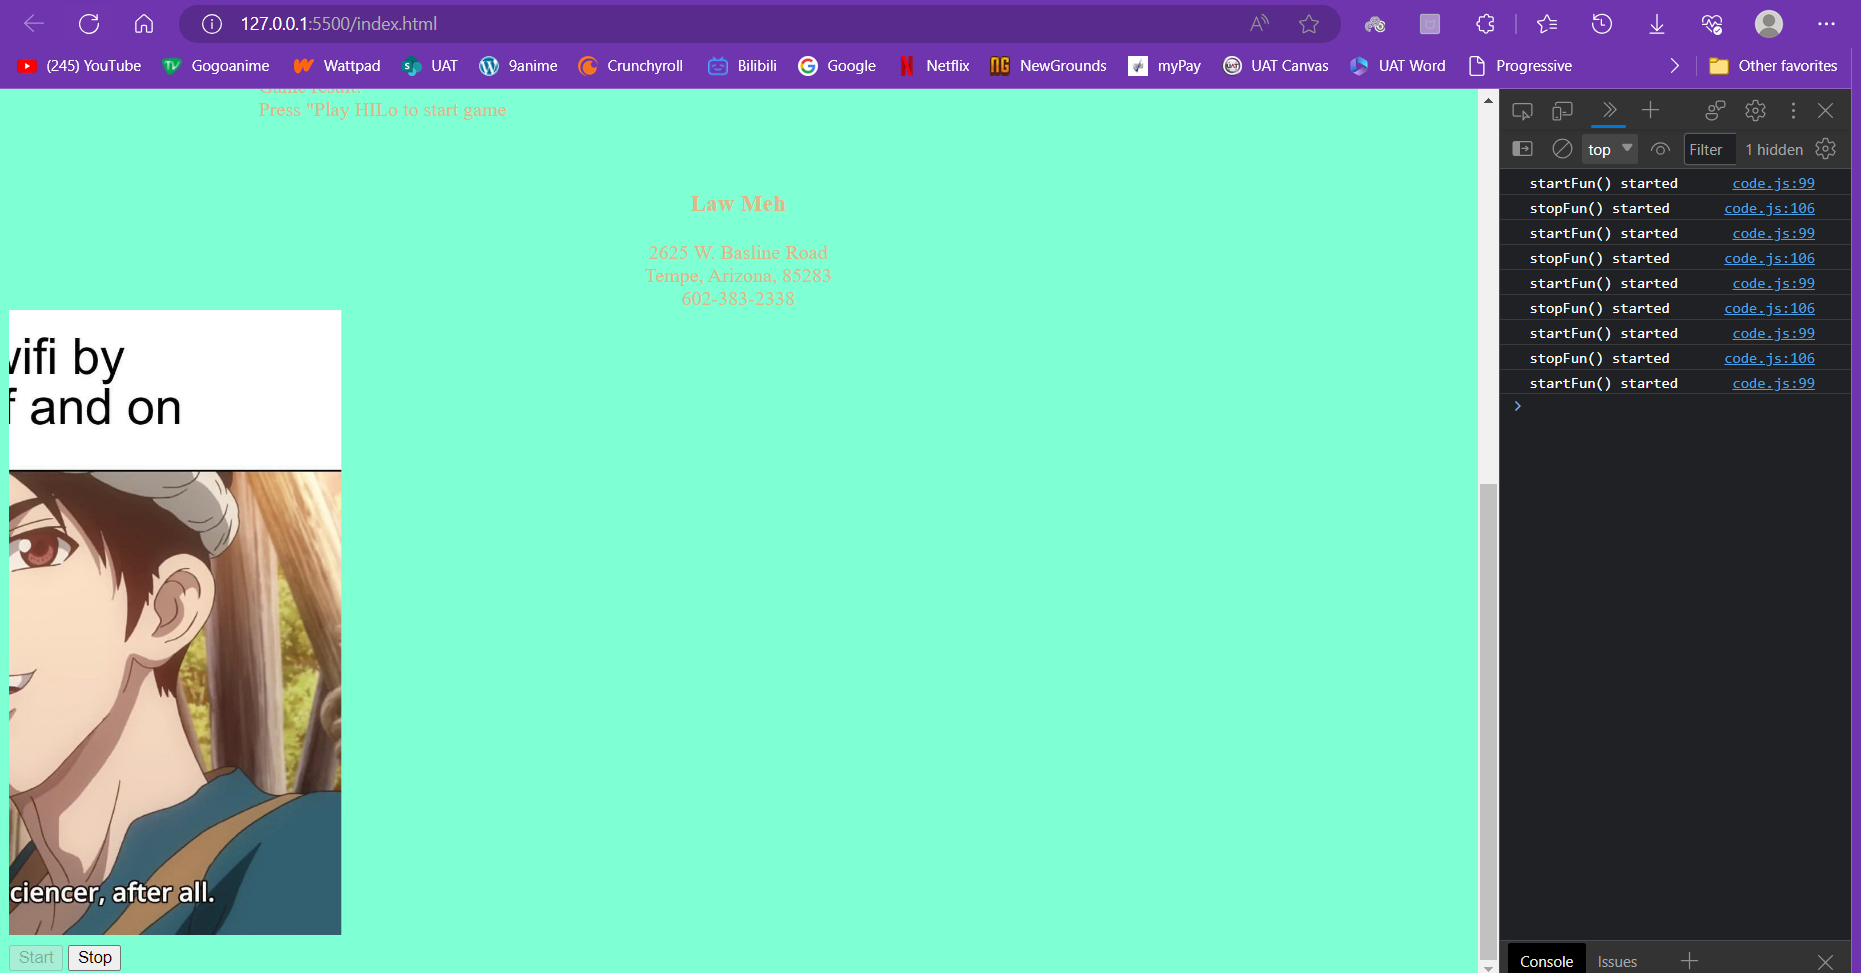 127.0.0.1:5500/index.html
(245) YouTube Gogoanime Wattpad UAT 9anime Crunchyroll Bilibili Google Netflix NewGrounds myPay UAT Canvas UAT Word Progressive Other favorites
Game result:
Press "Play HILo to start game
Law Meh
2625 W. Basline Road
Tempe, Arizona, 85283
602-383-2338
wifi by
f and on
ciencer, after all.
Start Stop
top Filter 1 hidden
startFun() started code.js:99
stopFun() started code.js:106
startFun() started code.js:99
stopFun() started code.js:106
startFun() started code.js:99
stopFun() started code.js:106
startFun() started code.js:99
stopFun() started code.js:106
startFun() started code.js:99
Console Issues